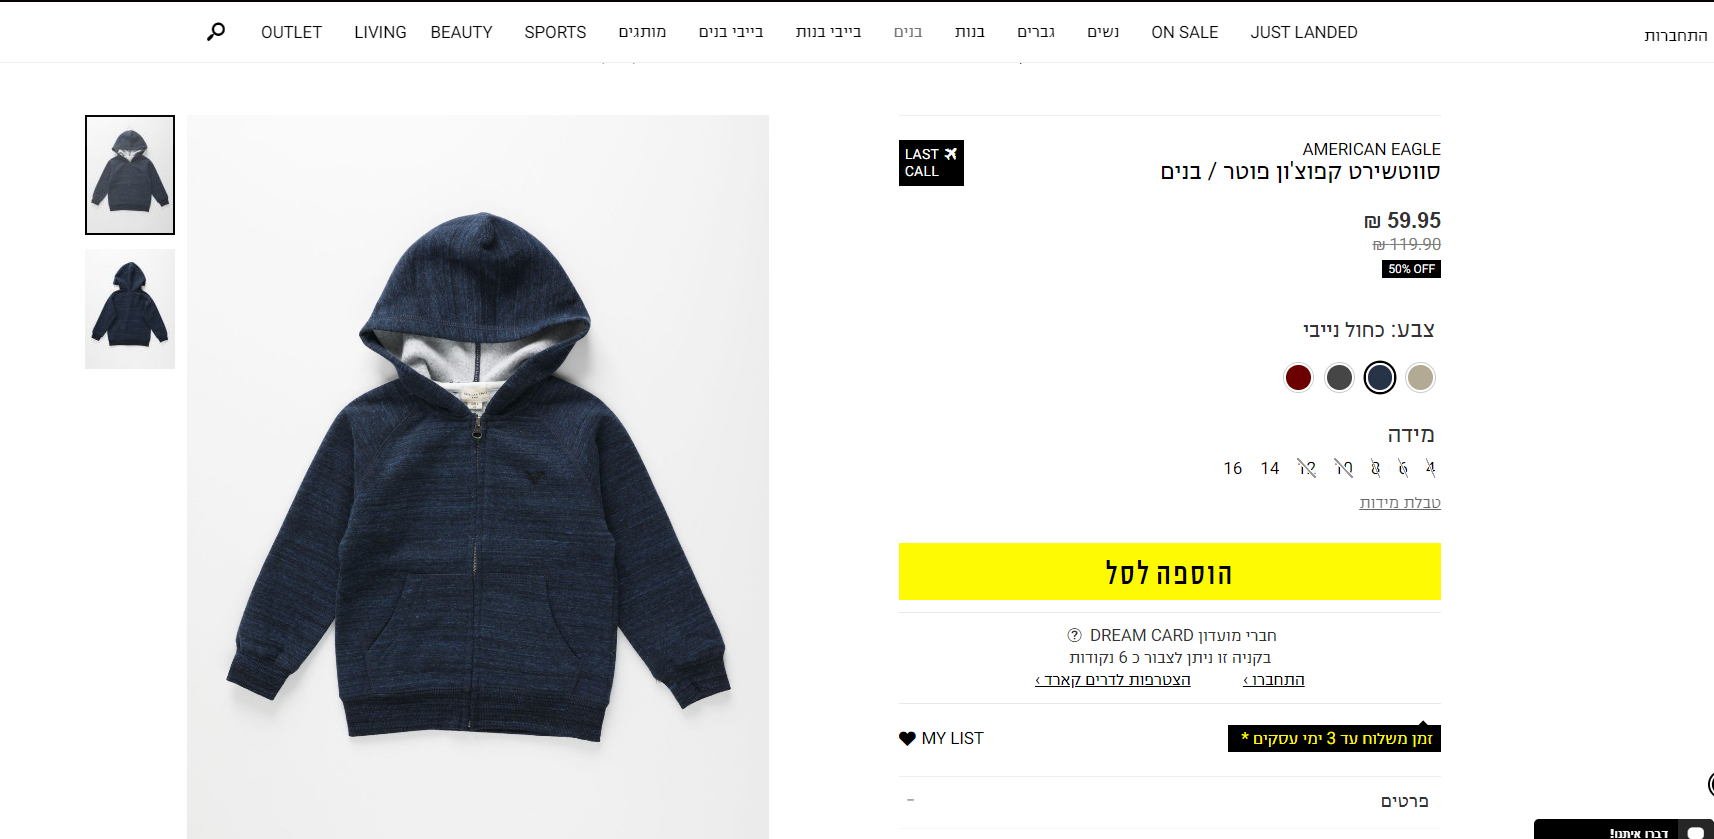 התחברות
JUST LANDED
ON SALE
נשים
גברים
בנות
בנים
בייבי בנות
בייבי בנים
מותגים
SPORTS
BEAUTY
LIVING
OUTLET
LAST
CALL
AMERICAN EAGLE
סווטשירט קפוצ'ון פוטר / בנים
59.95 ₪
119.90 ₪
50% OFF
צבע: כחול נייבי
מידה
4 6 8 10 12 14 16
טבלת מידות
הוספה לסל
חברי מועדון DREAM CARD ?
בקניה זו ניתן לצבור כ 6 נקודות
התחברו ›
הצטרפות לדרים קארד ›
זמן משלוח עד 3 ימי עסקים *
MY LIST
פרטים
דברו איתנו!